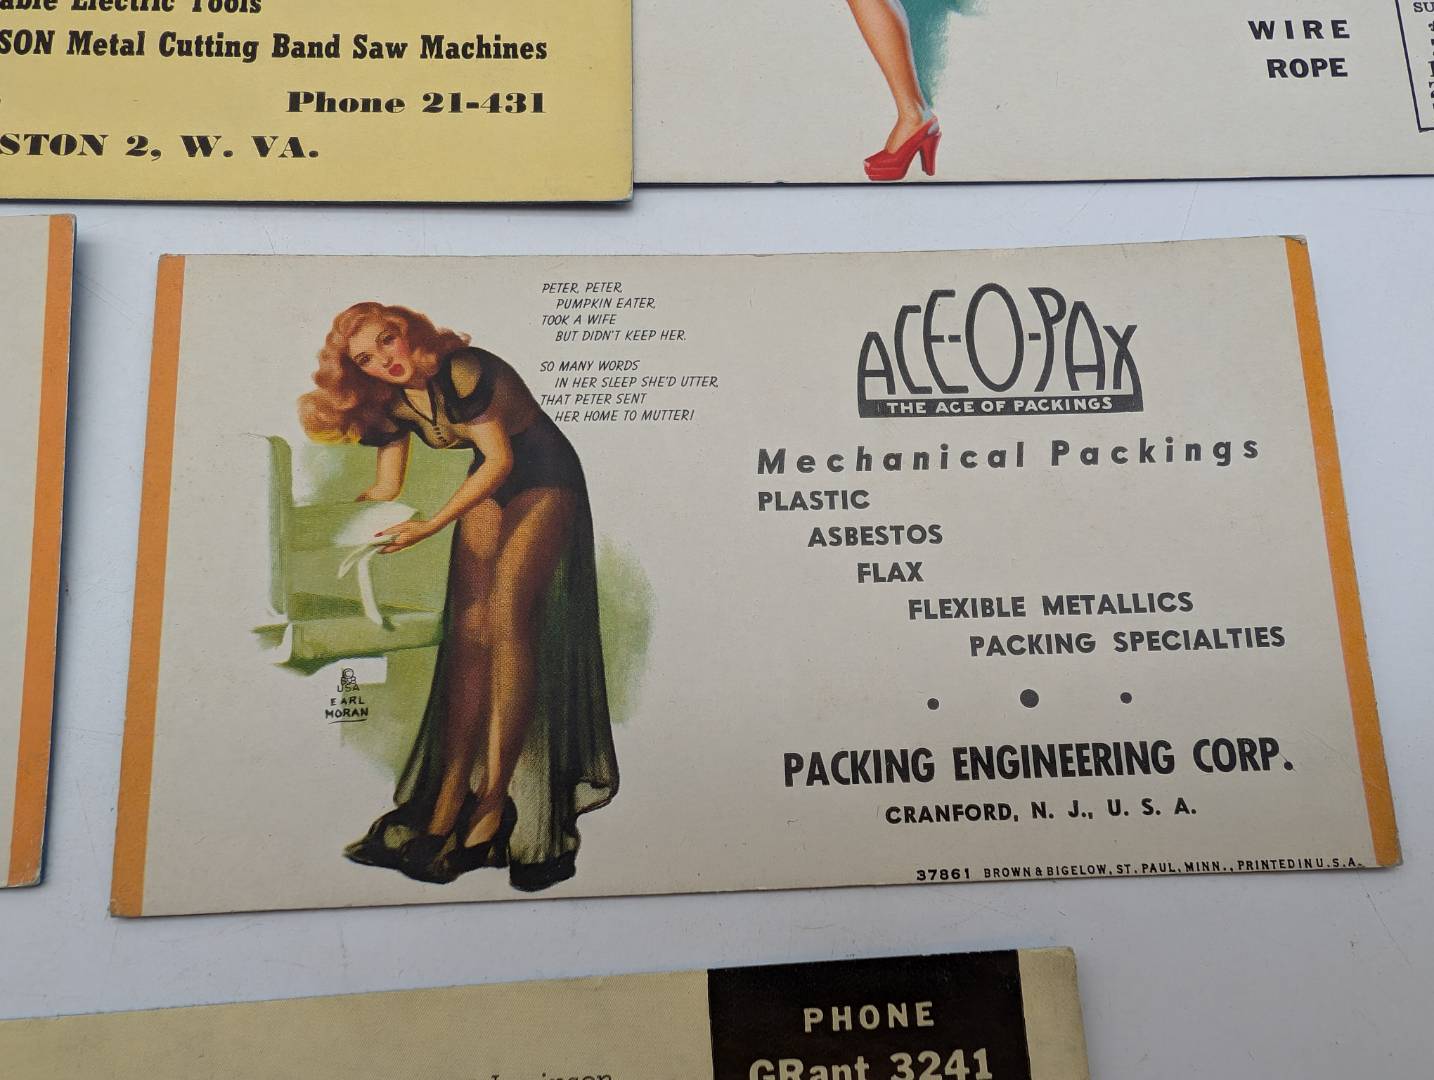 Electric Tools
SON Metal Cutting Band Saw Machines
Phone 21-431
STON 2, W. VA.
WIRE
ROPE
SU
PETER, PETER,
PUMPKIN EATER,
TOOK A WIFE
BUT DIDN'T KEEP HER.
SO MANY WORDS
IN HER SLEEP SHE'D UTTER,
THAT PETER SENT
HER HOME TO MUTTER!
B&B
USA
EARL
MORAN
ACE-O-PAX
THE ACE OF PACKINGS
Mechanical Packings
PLASTIC
ASBESTOS
FLAX
FLEXIBLE METALLICS
PACKING SPECIALTIES
PACKING ENGINEERING CORP.
CRANFORD, N. J., U. S. A.
37861 BROWN & BIGELOW, ST. PAUL, MINN., PRINTED IN U.S.A.
PHONE
GRant 3241